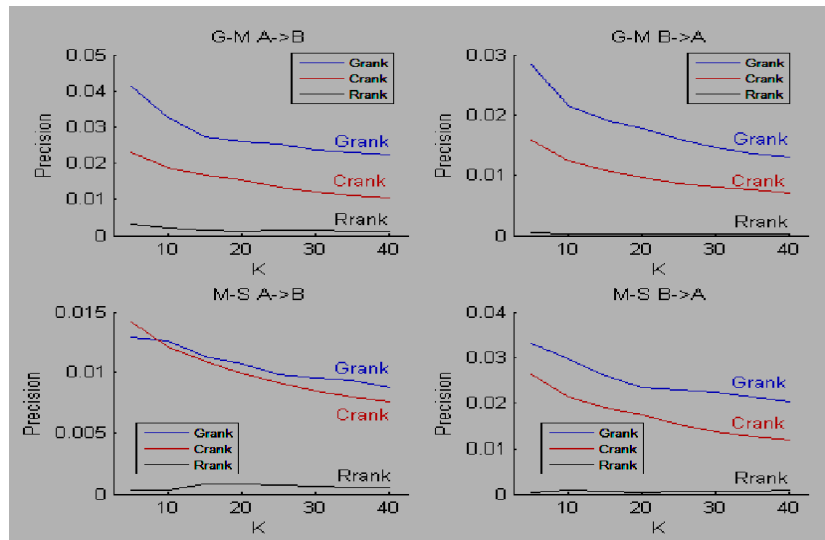 G-M A->B
0.05
0.04
0.03
0.02
0.01
0
Precision
Grank
Crank
Rrank
Grank
Crank
Rrank
10 20 30 40
K
G-M B->A
0.03
0.02
0.01
0
Precision
Grank
Crank
Rrank
Grank
Crank
Rrank
10 20 30 40
K
M-S A->B
0.015
0.01
0.005
0
Precision
Grank
Crank
Grank
Crank
Rrank
Rrank
10 20 30 40
K
M-S B->A
0.04
0.03
0.02
0.01
0
Precision
Grank
Crank
Grank
Crank
Rrank
Rrank
10 20 30 40
K